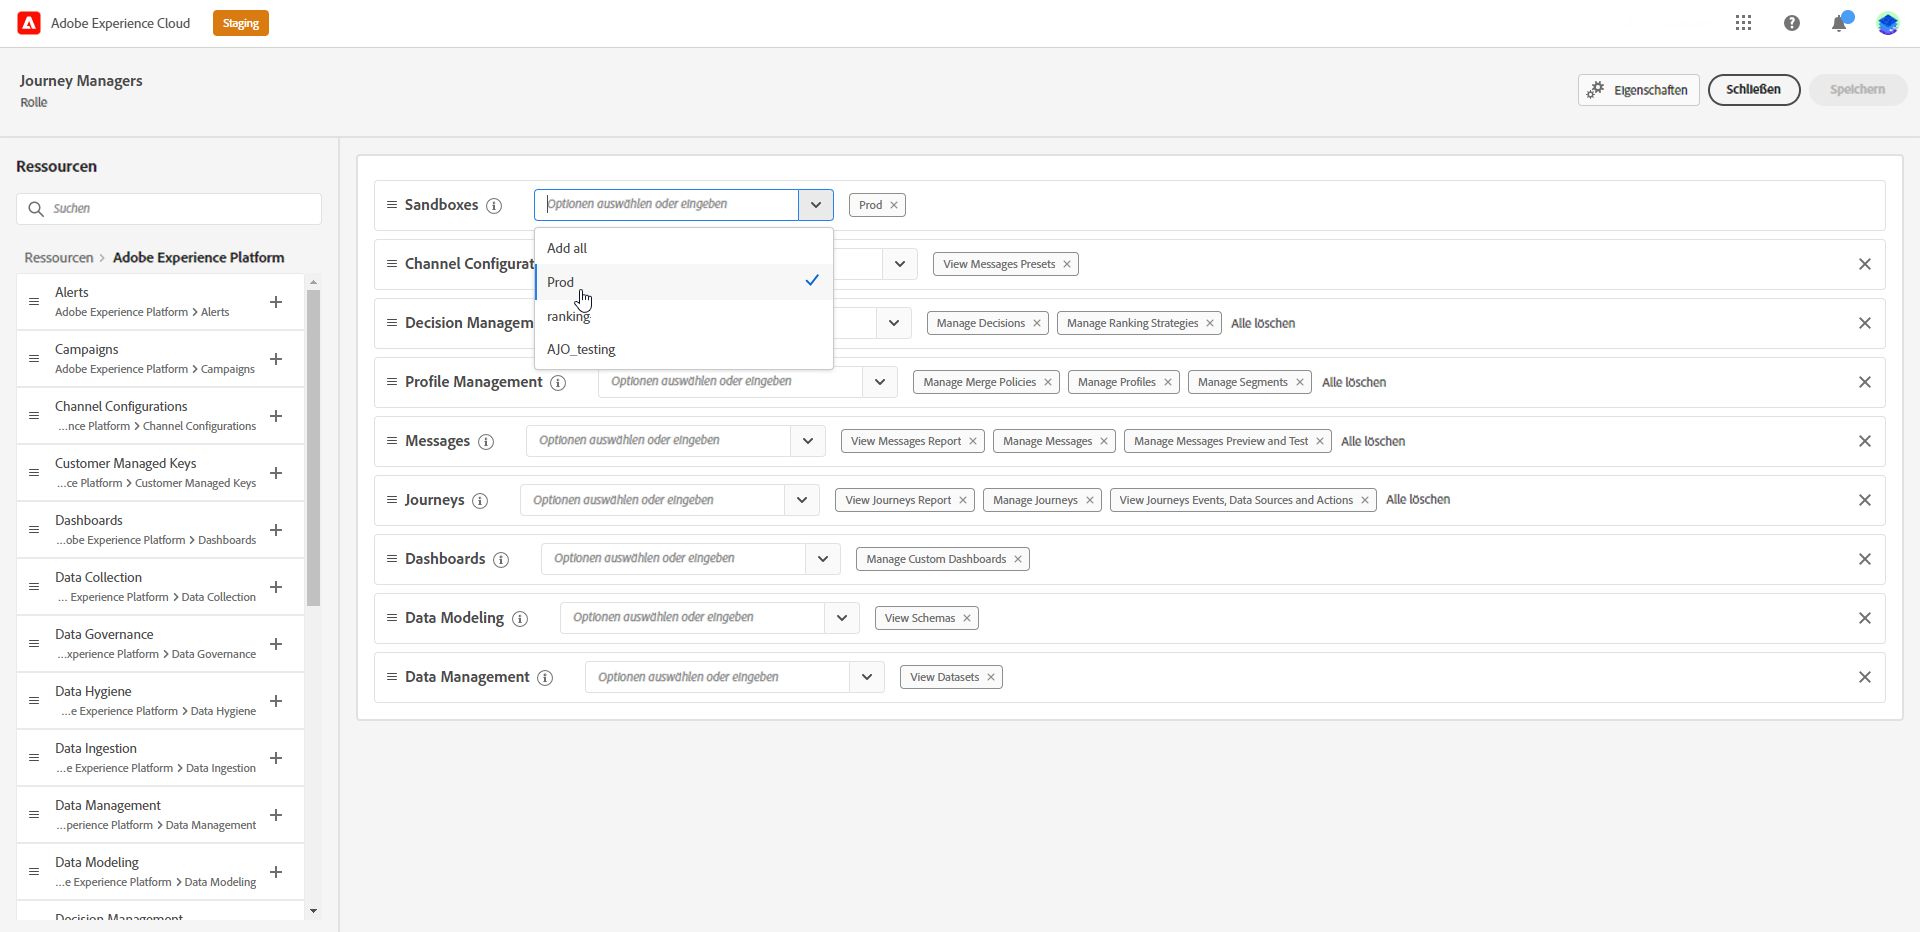 Adobe Experience Cloud
Staging
Journey Managers
Rolle
Eigenschaften
Schließen
Speichern
Ressourcen
Suchen
Ressourcen > Adobe Experience Platform
Alerts
Adobe Experience Platform > Alerts
Campaigns
Adobe Experience Platform > Campaigns
Channel Configurations
...nce Platform > Channel Configurations
Customer Managed Keys
...ce Platform > Customer Managed Keys
Dashboards
...obe Experience Platform > Dashboards
Data Collection
... Experience Platform > Data Collection
Data Governance
...xperience Platform > Data Governance
Data Hygiene
...e Experience Platform > Data Hygiene
Data Ingestion
...e Experience Platform > Data Ingestion
Data Management
...perience Platform > Data Management
Data Modeling
...e Experience Platform > Data Modeling
Decision Management
Sandboxes Optionen auswählen oder eingeben Prod
Add all
Prod
ranking
AJO_testing
Channel Configurat View Messages Presets
Decision Managem Manage Decisions Manage Ranking Strategies Alle löschen
Profile Management Optionen auswählen oder eingeben Manage Merge Policies Manage Profiles Manage Segments Alle löschen
Messages Optionen auswählen oder eingeben View Messages Report Manage Messages Manage Messages Preview and Test Alle löschen
Journeys Optionen auswählen oder eingeben View Journeys Report Manage Journeys View Journeys Events, Data Sources and Actions Alle löschen
Dashboards Optionen auswählen oder eingeben Manage Custom Dashboards
Data Modeling Optionen auswählen oder eingeben View Schemas
Data Management Optionen auswählen oder eingeben View Datasets